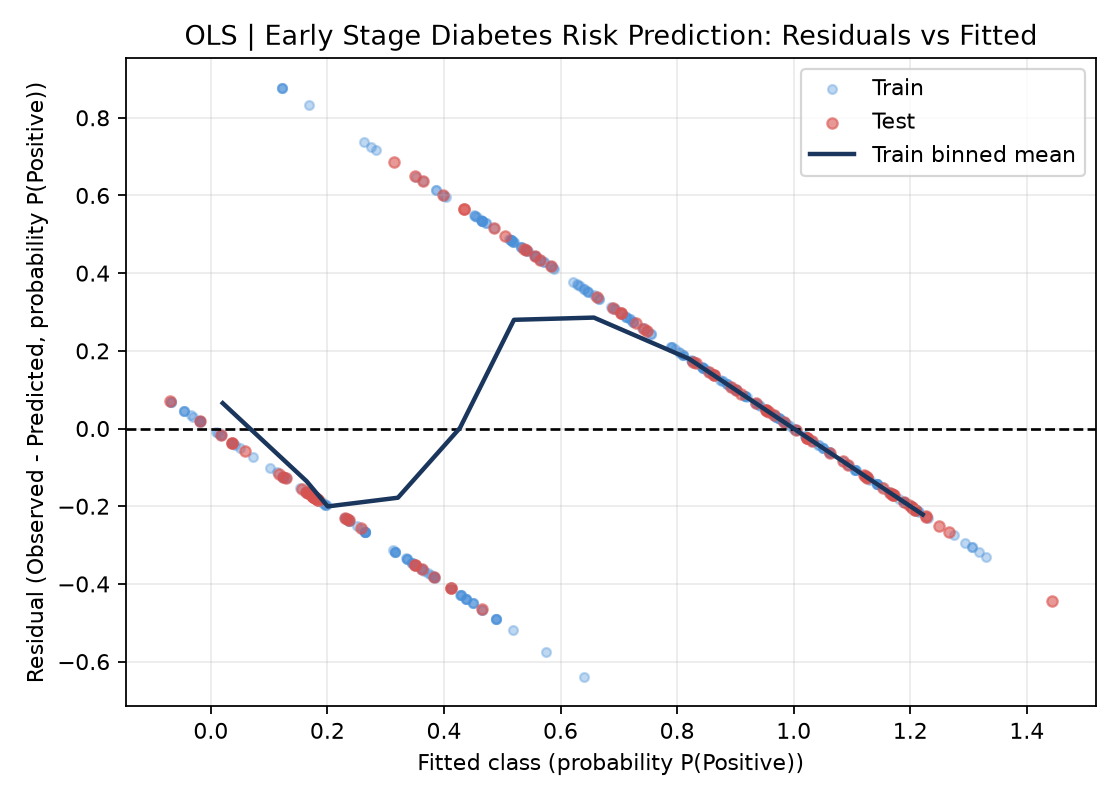 OLS | Early Stage Diabetes Risk Prediction: Residuals vs Fitted
Residual (Observed - Predicted, probability P(Positive))
0.8
0.6
0.4
0.2
0.0
−0.2
−0.4
−0.6
Train
Test
Train binned mean
0.0 0.2 0.4 0.6 0.8 1.0 1.2 1.4
Fitted class (probability P(Positive))